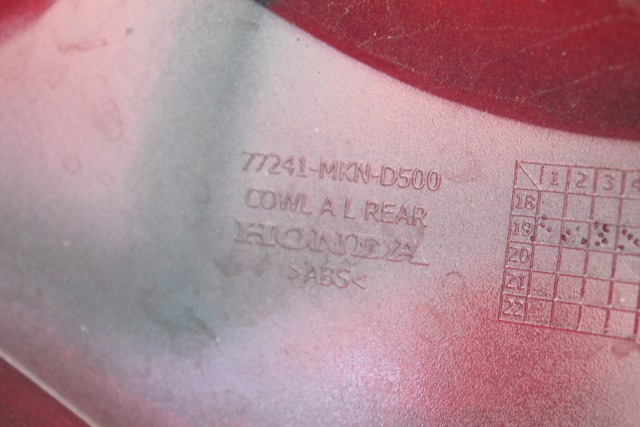 77241-MKN-D500
COWL A L REAR
HONDA
>ABS<
1 2 3 4
18
19
20
21
22